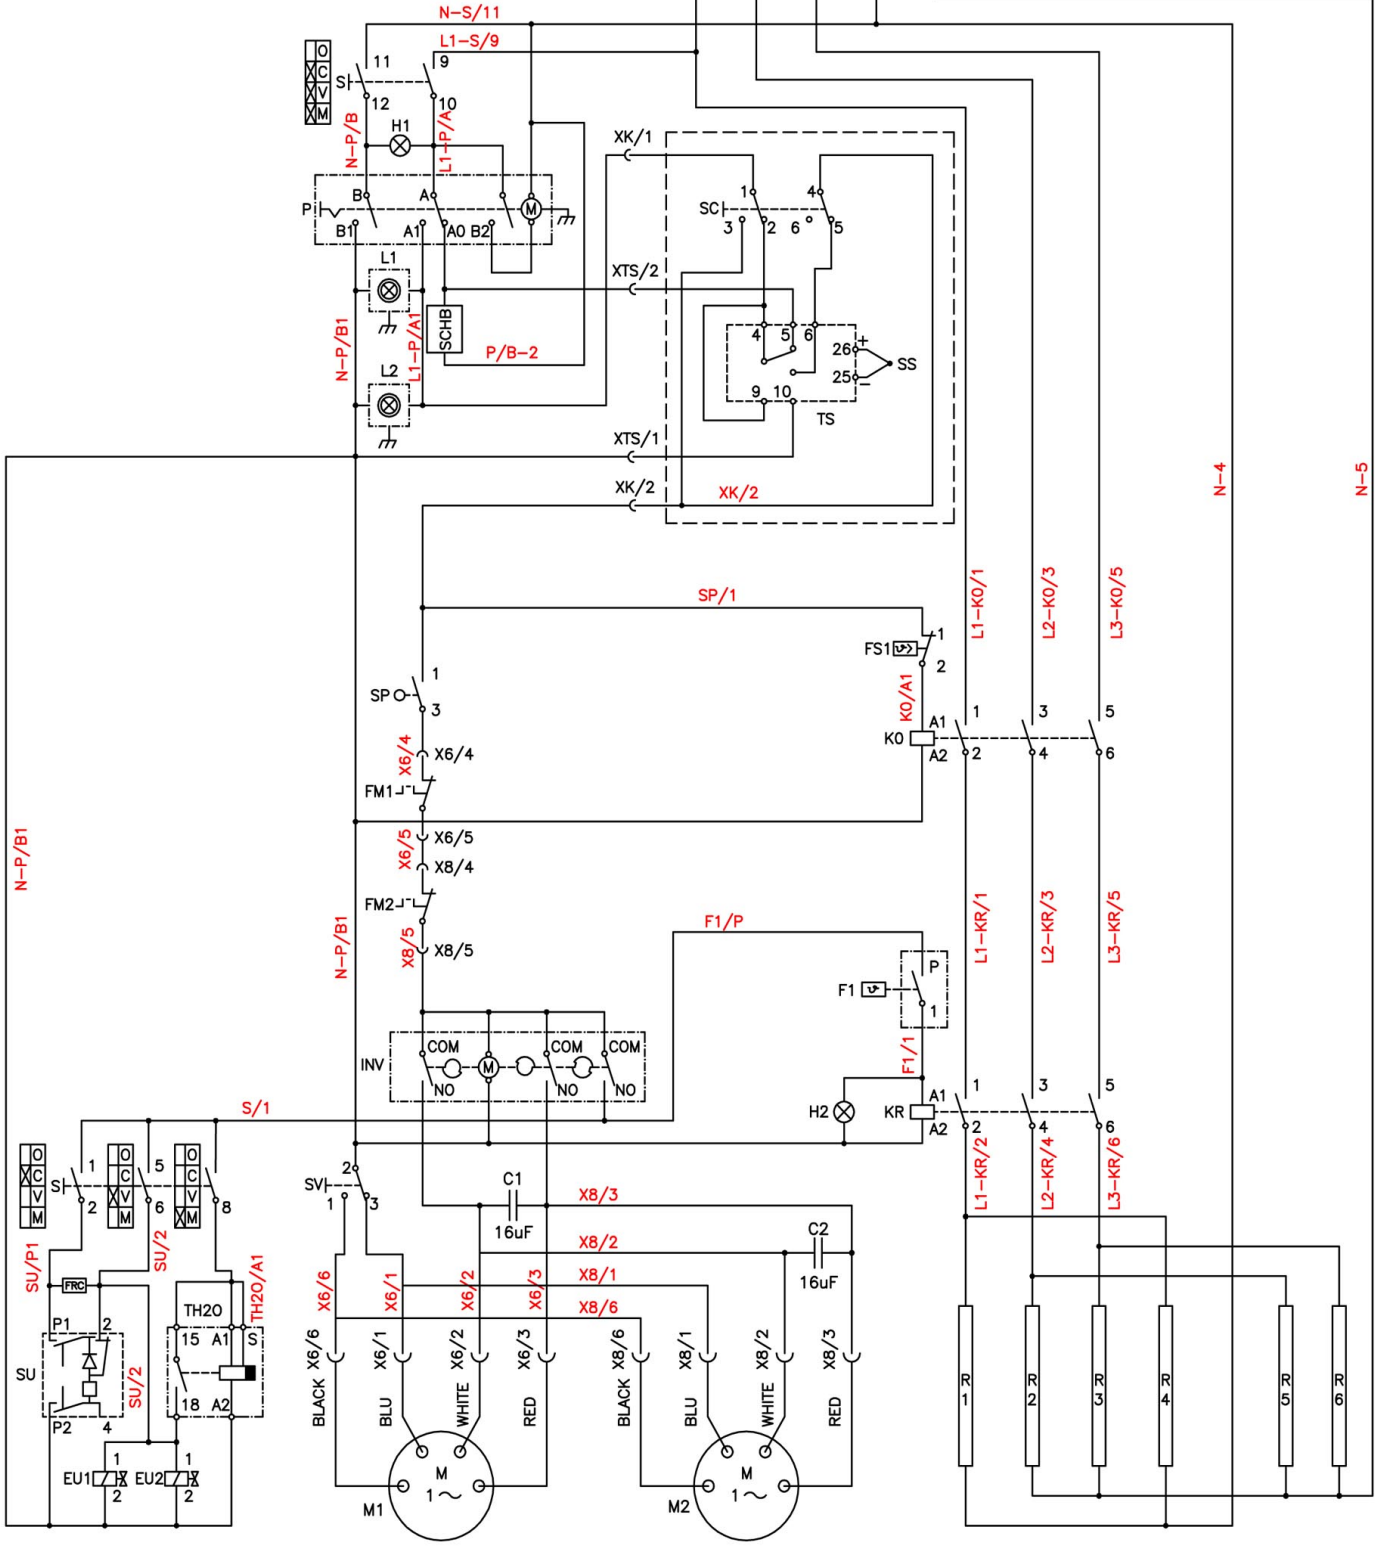 N-S/11
L1-S/9
O
C
V
M
S
11
9
12
10
N-P/B
H1
L1-P/A
XK/1
P
B
A
M
B1
A1
A0
B2
SC
1
4
3
2
6
5
L1
XTS/2
SCHB
N-P/B1
L1-P/A1
P/B-2
4
5
6
26
+
25
−
SS
9
10
TS
L2
XTS/1
XK/2
XK/2
N-4
N-5
SP/1
L1-K0/1
L2-K0/3
L3-K0/5
FS1
1
2
K0/A1
SP
1
3
X6/4
X6/4
K0
A1
A2
1
2
3
4
5
6
FM1
X6/5
X6/5
X8/4
N-P/B1
FM2
X8/5
X8/5
N-P/B1
F1/P
L1-KR/1
L2-KR/3
L3-KR/5
F1
P
1
F1/1
INV
COM
M
COM
COM
NO
NO
NO
S/1
H2
KR
A1
A2
1
2
3
4
5
6
L1-KR/2
L2-KR/4
L3-KR/6
O
C
V
M
S
1
2
O
C
V
M
5
6
O
C
V
M
8
SV
2
1
3
C1
16uF
X8/3
X8/2
C2
16uF
X8/1
X8/6
SU/P1
SU/2
TH20/A1
FRC
X6/6
X6/1
X6/2
X6/3
P1
2
SU
P2
4
SU/2
TH20
15
A1
S
18
A2
X6/6
X6/1
X6/2
X6/3
X8/6
X8/1
X8/2
X8/3
BLACK
BLU
WHITE
RED
BLACK
BLU
WHITE
RED
R
1
R
2
R
3
R
4
R
5
R
6
EU1
1
2
EU2
1
2
M
1
M1
M
1
M2